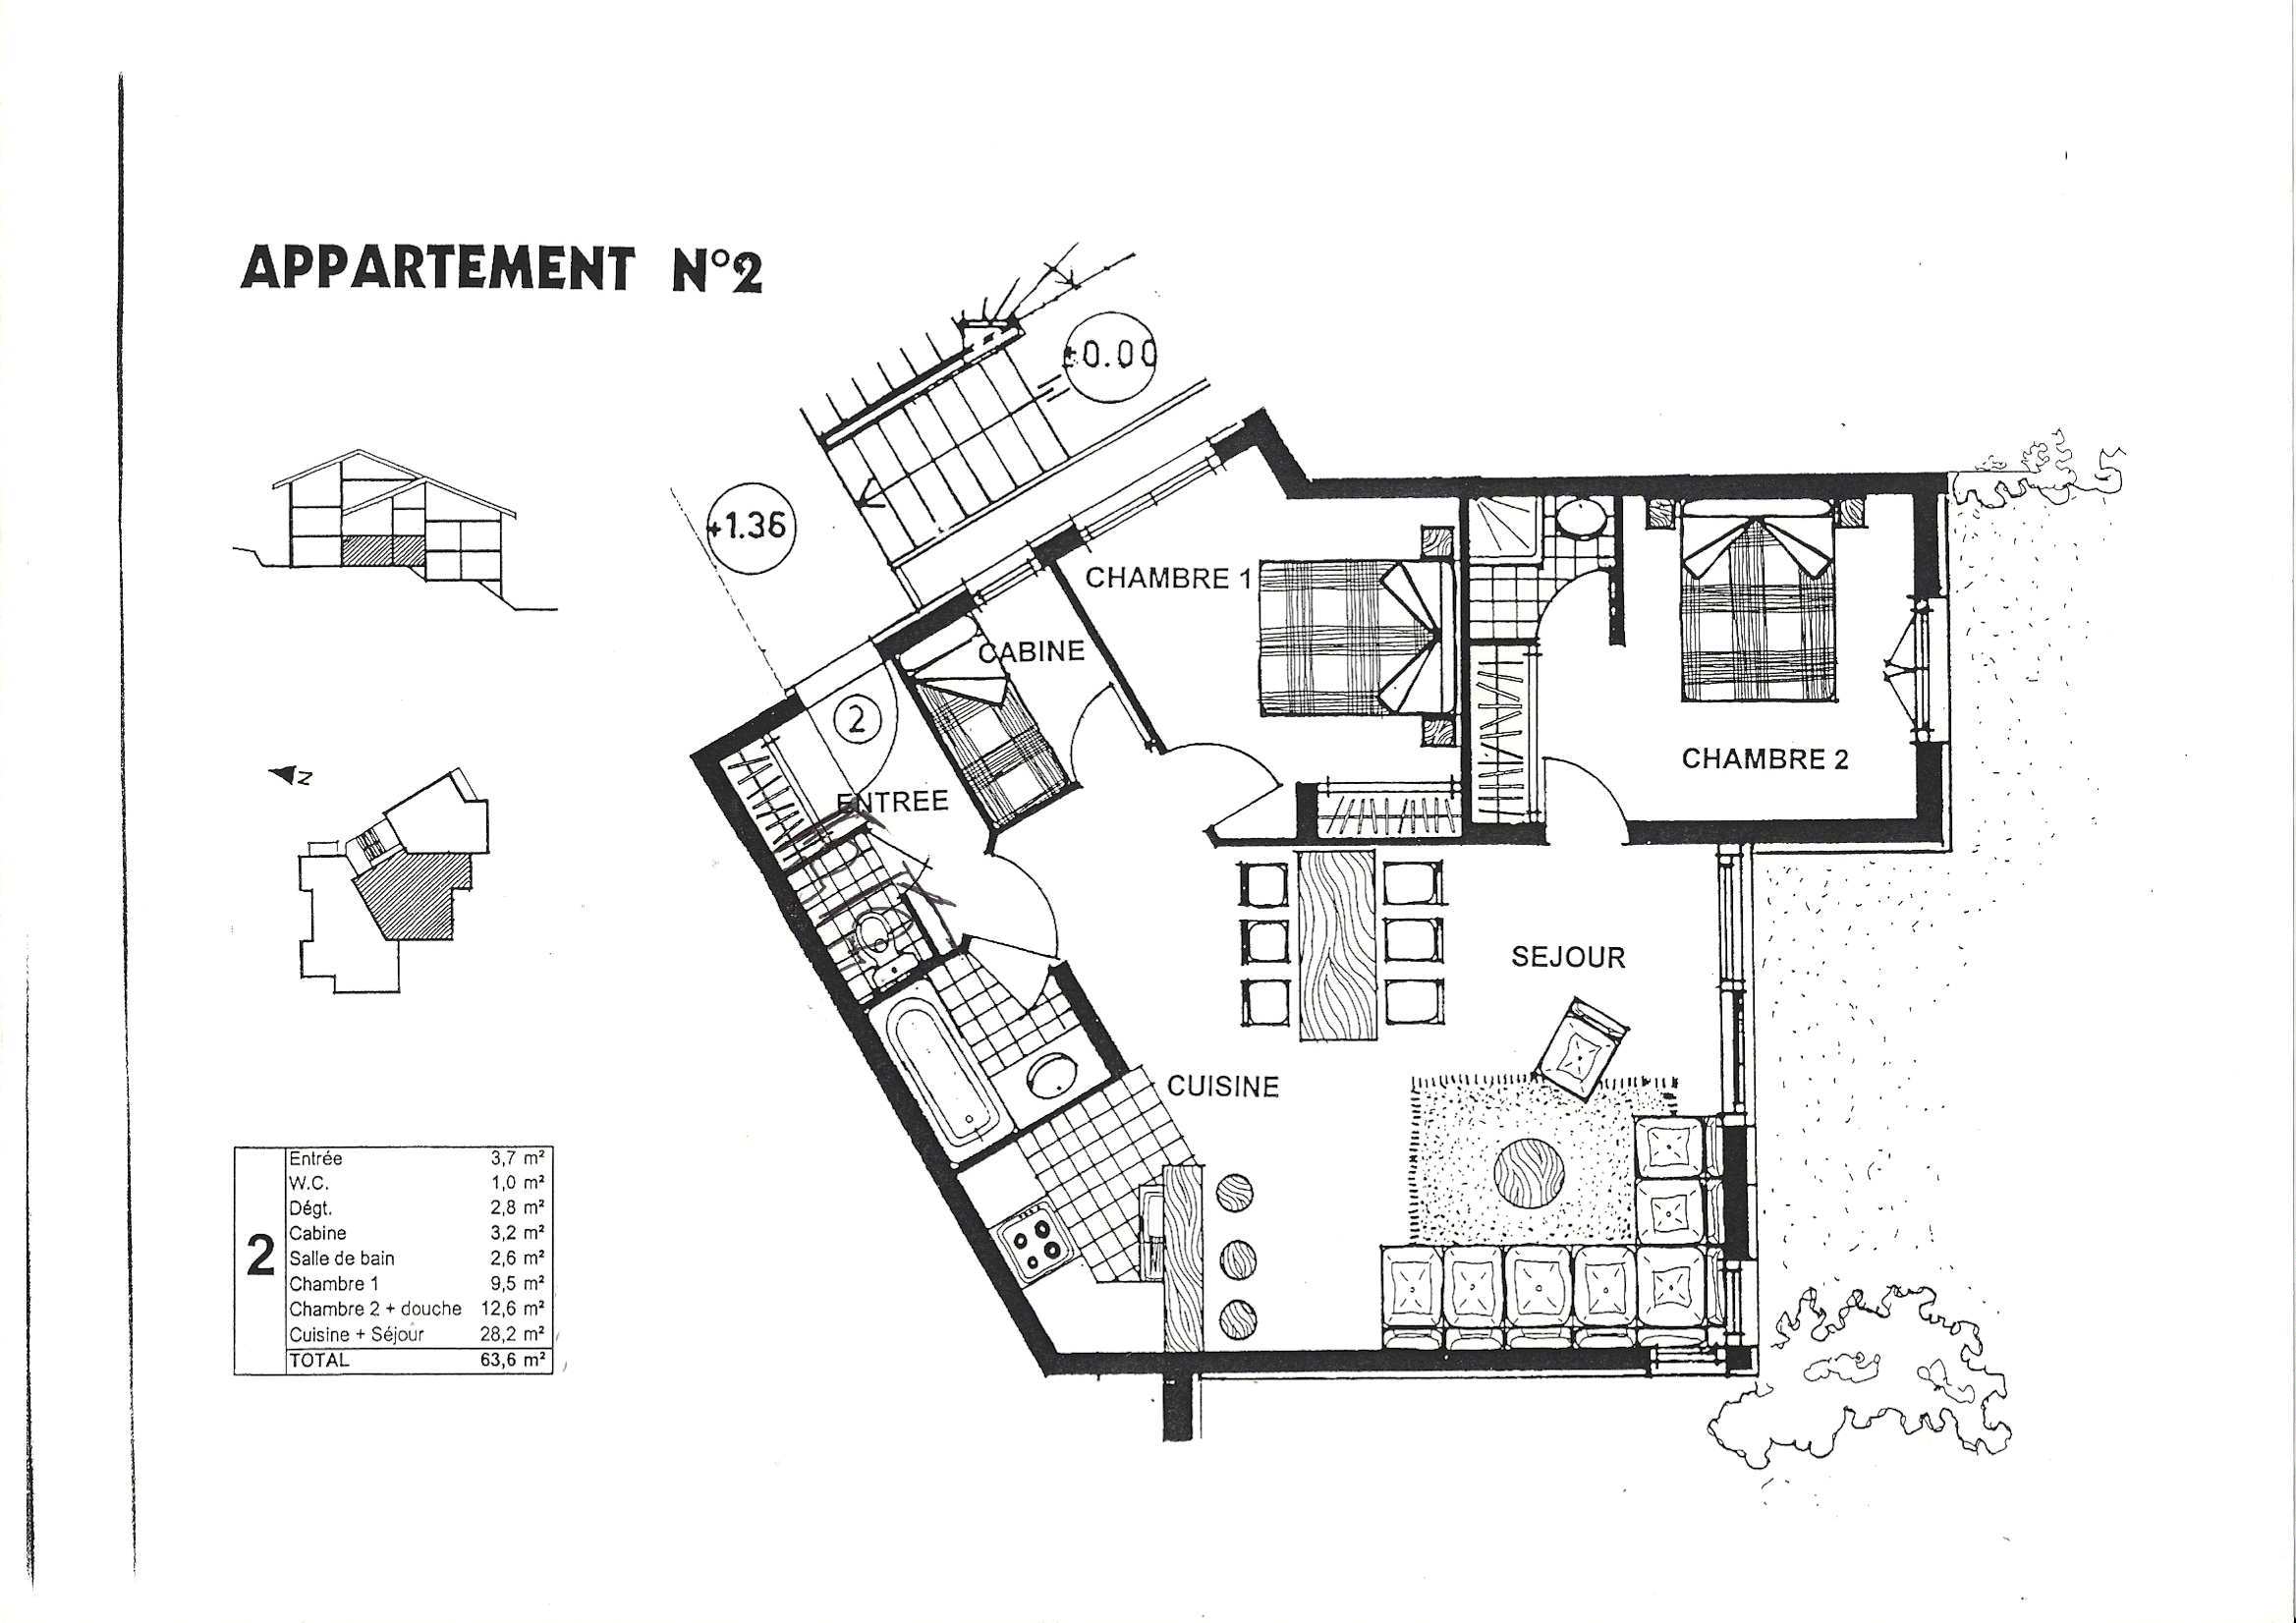 APPARTEMENT N°2
±0.00
+1.36
CHAMBRE 1
CABINE
2
CHAMBRE 2
ENTREE
SEJOUR
CUISINE
N
2
Entrée 3,7 m²
W.C. 1,0 m²
Dégt. 2,8 m²
Cabine 3,2 m²
Salle de bain 2,6 m²
Chambre 1 9,5 m²
Chambre 2 + douche 12,6 m²
Cuisine + Séjour 28,2 m²
TOTAL 63,6 m²